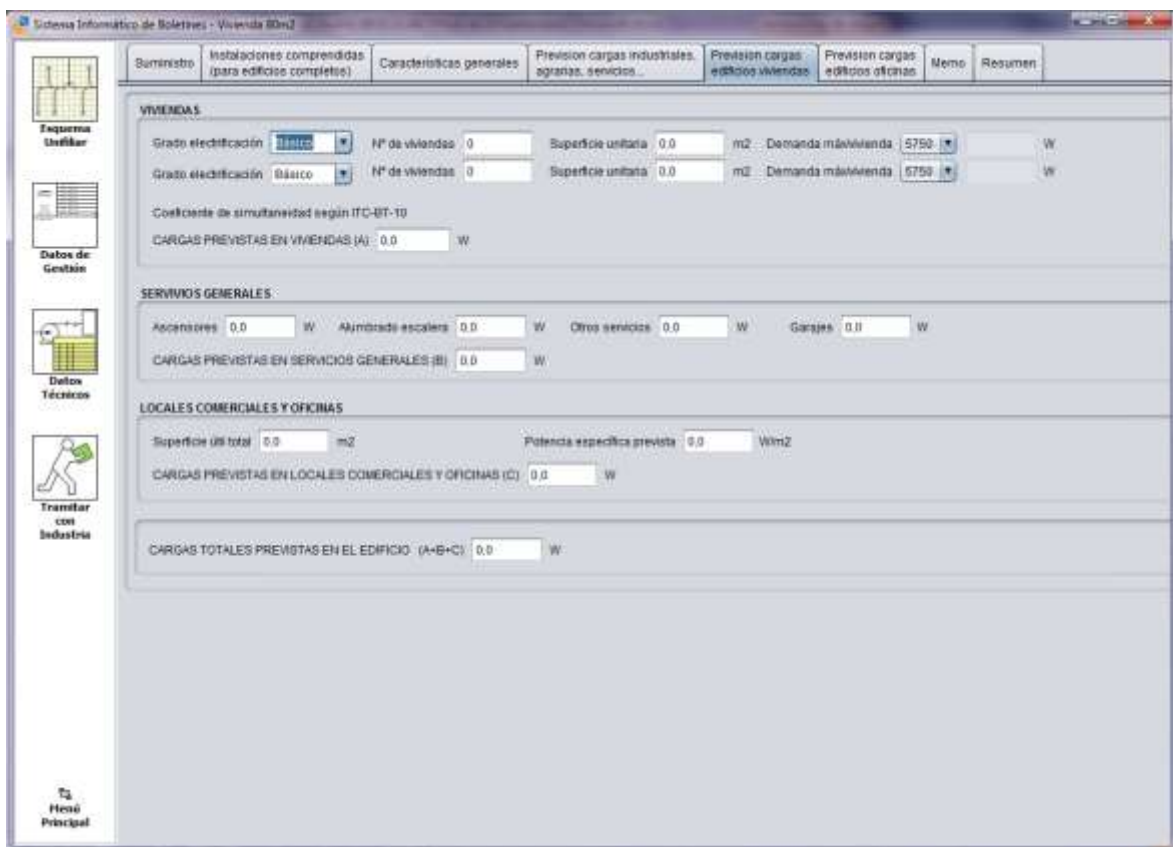 Sistema Informático de Boletines - Vivienda 80m2
Suministro
Instalaciones comprendidas
(para edificios completos)
Características generales
Prevision cargas industriales,
agrarias, servicios...
Prevision cargas
edificios viviendas
Prevision cargas
edificios oficinas
Memo
Resumen
Esquema
Unifilar
Datos de
Gestión
Datos
Técnicos
Tramitar
con
Industria
Menú
Principal
VIVIENDAS
Grado electrificación Básico Nº de viviendas 0 Superficie unitaria 0.0 m2 Demanda máx/vivienda 5750 W
Grado electrificación Básico Nº de viviendas 0 Superficie unitaria 0.0 m2 Demanda máx/vivienda 5750 W
Coeficiente de simultaneidad según ITC-BT-10
CARGAS PREVISTAS EN VIVIENDAS (A) 0.0 W
SERVIVIOS GENERALES
Ascensores 0.0 W Alumbrado escalera 0.0 W Otros servicios 0.0 W Garajes 0.0 W
CARGAS PREVISTAS EN SERVICIOS GENERALES (B) 0.0 W
LOCALES COMERCIALES Y OFICINAS
Superficie útil total 0.0 m2 Potencia específica prevista 0.0 W/m2
CARGAS PREVISTAS EN LOCALES COMERCIALES Y OFICINAS (C) 0.0 W
CARGAS TOTALES PREVISTAS EN EL EDIFICIO (A+B+C) 0.0 W